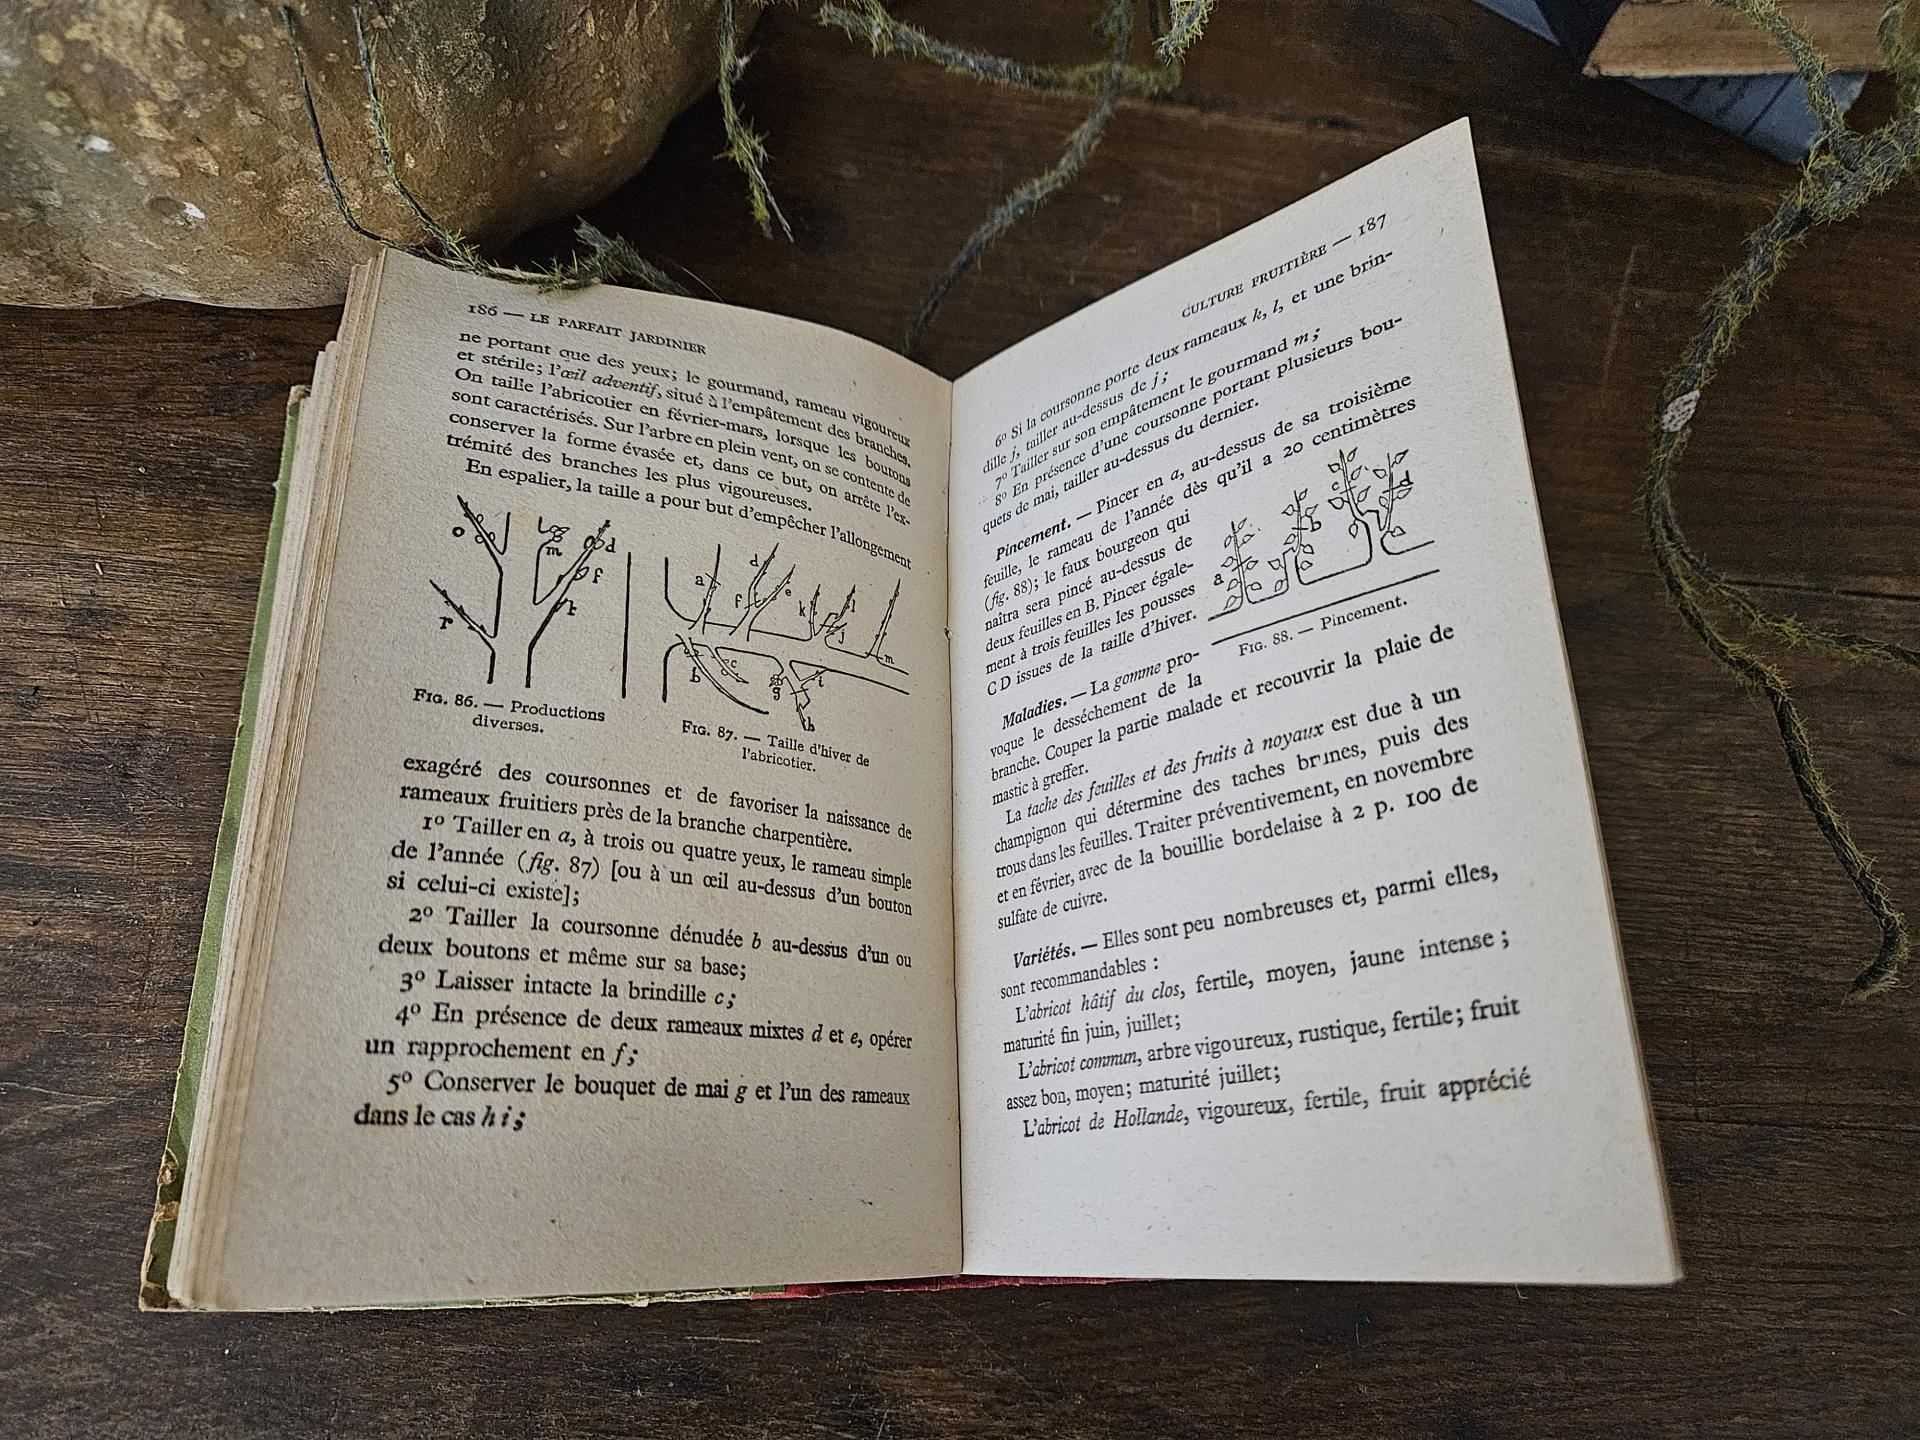 186 — LE PARFAIT JARDINIER
ne portant que des yeux; le gourmand, rameau vigoureux
et stérile; l'œil adventif, situé à l'empâtement des branches.
On taille l'abricotier en février-mars, lorsque les boutons
sont caractérisés. Sur l'arbre en plein vent, on se contente de
conserver la forme évasée et, dans ce but, on arrête l'ex-
trémité des branches les plus vigoureuses.
En espalier, la taille a pour but d'empêcher l'allongement
o
m
d
f
k
r
a
d
f
e
k
l
j
m
b
c
g
i
h
FIG. 86. — Productions
diverses.
FIG. 87. — Taille d'hiver de
l'abricotier.
exagéré des coursonnes et de favoriser la naissance de
rameaux fruitiers près de la branche charpentière.
1º Tailler en a, à trois ou quatre yeux, le rameau simple
de l'année (fig. 87) [ou à un œil au-dessus d'un bouton
si celui-ci existe];
2º Tailler la coursonne dénudée b au-dessus d'un ou
deux boutons et même sur sa base;
3º Laisser intacte la brindille c;
4º En présence de deux rameaux mixtes d et e, opérer
un rapprochement en f;
5º Conserver le bouquet de mai g et l'un des rameaux
dans le cas h i;
CULTURE FRUITIÈRE — 187
6º Si la coursonne porte deux rameaux k, l, et une brin-
dille j, tailler au-dessus de j;
7º Tailler sur son empâtement le gourmand m;
8º En présence d'une coursonne portant plusieurs bou-
quets de mai, tailler au-dessus du dernier.
Pincement. — Pincer en a, au-dessus de sa troisième
feuille, le rameau de l'année dès qu'il a 20 centimètres
(fig. 88); le faux bourgeon qui
naîtra sera pincé au-dessus de
deux feuilles en B. Pincer égale-
ment à trois feuilles les pousses
C D issues de la taille d'hiver.
a
b
c
d
FIG. 88. — Pincement.
Maladies. — La gomme pro-
voque le desséchement de la
branche. Couper la partie malade et recouvrir la plaie de
mastic à greffer.
La tache des feuilles et des fruits à noyaux est due à un
champignon qui détermine des taches brunes, puis des
trous dans les feuilles. Traiter préventivement, en novembre
et en février, avec de la bouillie bordelaise à 2 p. 100 de
sulfate de cuivre.
Variétés. — Elles sont peu nombreuses et, parmi elles,
sont recommandables :
L'abricot hâtif du clos, fertile, moyen, jaune intense;
maturité fin juin, juillet;
L'abricot commun, arbre vigoureux, rustique, fertile; fruit
assez bon, moyen; maturité juillet;
L'abricot de Hollande, vigoureux, fertile, fruit apprécié